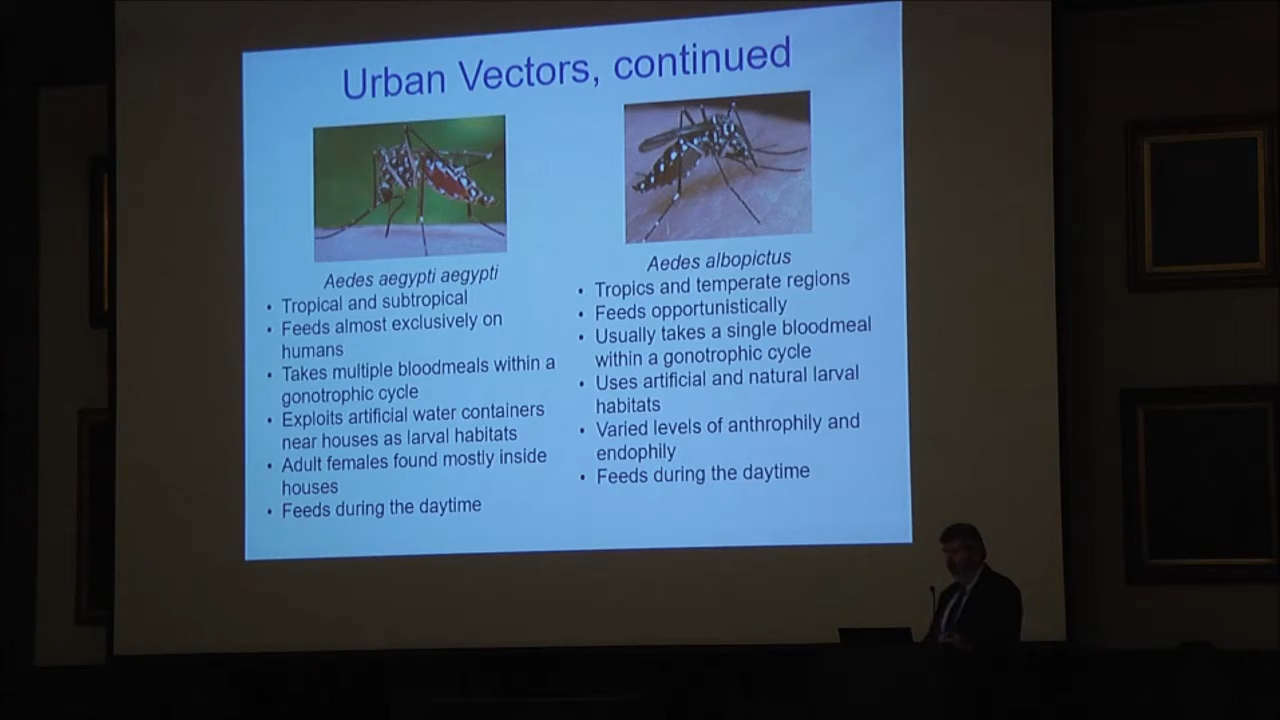 Urban Vectors, continued
Aedes aegypti aegypti
• Tropical and subtropical
• Feeds almost exclusively on
humans
• Takes multiple bloodmeals within a
gonotrophic cycle
• Exploits artificial water containers
near houses as larval habitats
• Adult females found mostly inside
houses
• Feeds during the daytime
Aedes albopictus
• Tropics and temperate regions
• Feeds opportunistically
• Usually takes a single bloodmeal
within a gonotrophic cycle
• Uses artificial and natural larval
habitats
• Varied levels of anthrophily and
endophily
• Feeds during the daytime